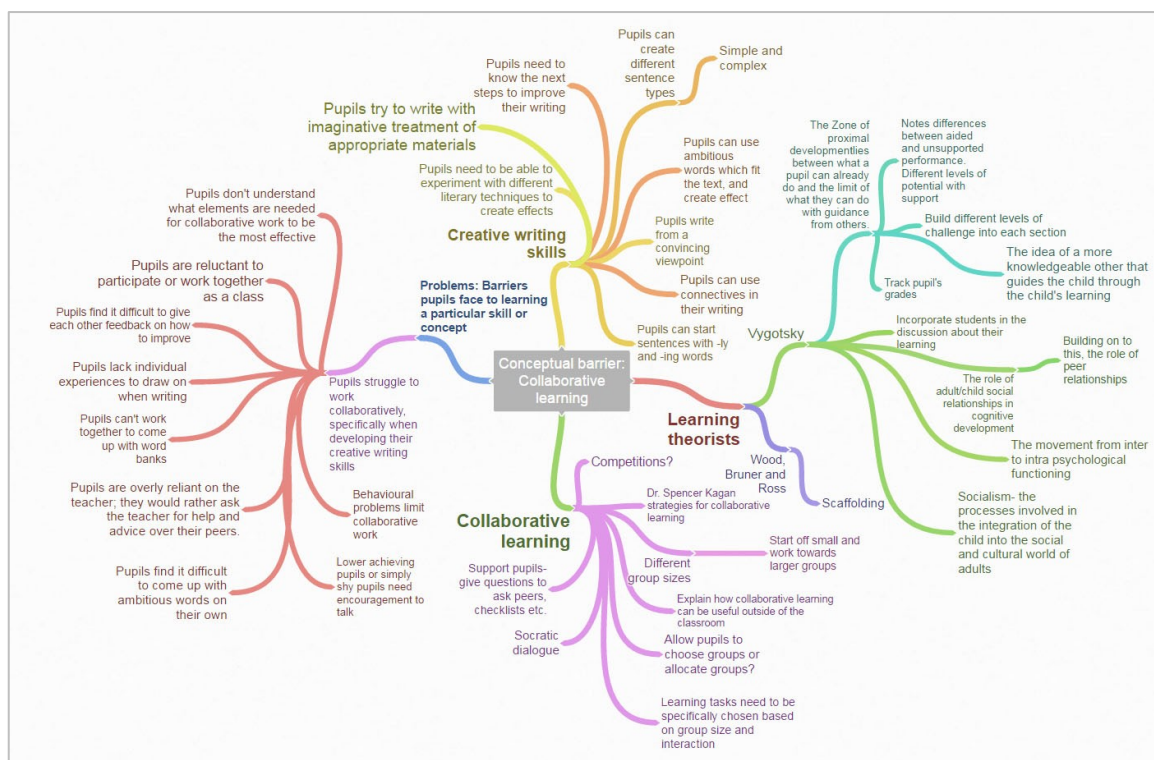 Conceptual barrier:
Collaborative
learning
Creative writing
skills
Pupils try to write with
imaginative treatment of
appropriate materials
Pupils need to be able to
experiment with different
literary techniques to
create effects
Pupils need to
know the next
steps to improve
their writing
Pupils can
create
different
sentence
types
Simple and
complex
Pupils can use
ambitious
words which fit
the text, and
create effect
Pupils write
from a
convincing
viewpoint
Pupils can use
connectives in
their writing
Pupils can start
sentences with -ly
and -ing words
Problems: Barriers
pupils face to learning
a particular skill or
concept
Pupils struggle to
work
collaboratively,
specifically when
developing their
creative writing
skills
Pupils don't understand
what elements are needed
for collaborative work to be
the most effective
Pupils are reluctant to
participate or work together
as a class
Pupils find it difficult to give
each other feedback on how
to improve
Pupils lack individual
experiences to draw on
when writing
Pupils can't work
together to come
up with word
banks
Pupils are overly reliant on
the teacher; they would rather ask
the teacher for help and
advice over their peers.
Pupils find it difficult
to come up with
ambitious words on
their own
Behavioural
problems limit
collaborative
work
Lower achieving
pupils or simply
shy pupils need
encouragement to
talk
Learning
theorists
Vygotsky
The Zone of
proximal
developmentlies
between what a
pupil can already
do and the limit of
what they can do
with guidance
from others.
Notes differences
between aided
and unsupported
performance.
Different levels of
potential with
support
Build different levels of
challenge into each section
The idea of a more
knowledgeable other that
guides the child through
the child's learning
Track pupil's
grades
Incorporate students in the
discussion about their
learning
Building on to
this, the role of
peer
relationships
The role of
adult/child social
relationships in
cognitive
development
The movement from inter
to intra psychological
functioning
Socialism- the
processes involved in
the integration of the
child into the social
and cultural world of
adults
Wood,
Bruner and
Ross
Scaffolding
Collaborative
learning
Competitions?
Dr. Spencer Kagan
strategies for collaborative
learning
Different
group sizes
Start off small and
work towards
larger groups
Explain how collaborative learning
can be useful outside of the
classroom
Allow pupils to
choose groups or
allocate groups?
Learning tasks need to be
specifically chosen based
on group size and
interaction
Support pupils-
give questions to
ask peers,
checklists etc.
Socratic
dialogue